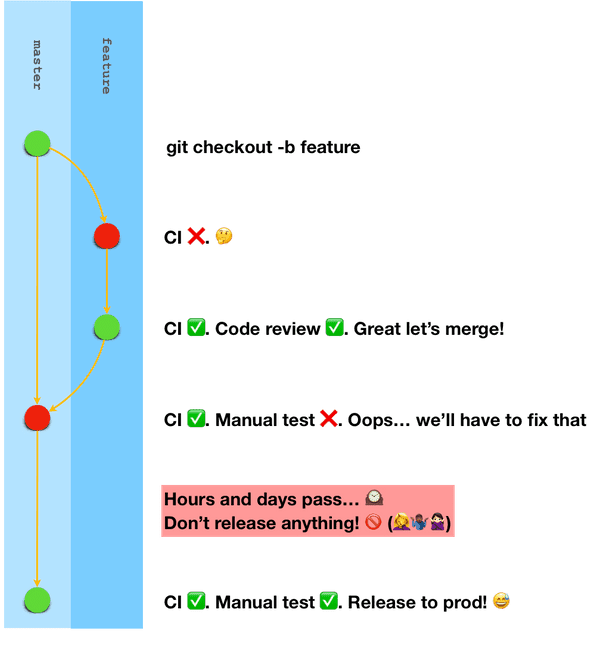 master
feature
git checkout -b feature
CI ❌. 🤔
CI ✅. Code review ✅. Great let’s merge!
CI ✅. Manual test ❌. Oops… we’ll have to fix that
Hours and days pass… 🕰️
Don’t release anything! 🚫 (🤦‍♀️🤷🏾‍♂️🙅🏻‍♀️)
CI ✅. Manual test ✅. Release to prod! 😅